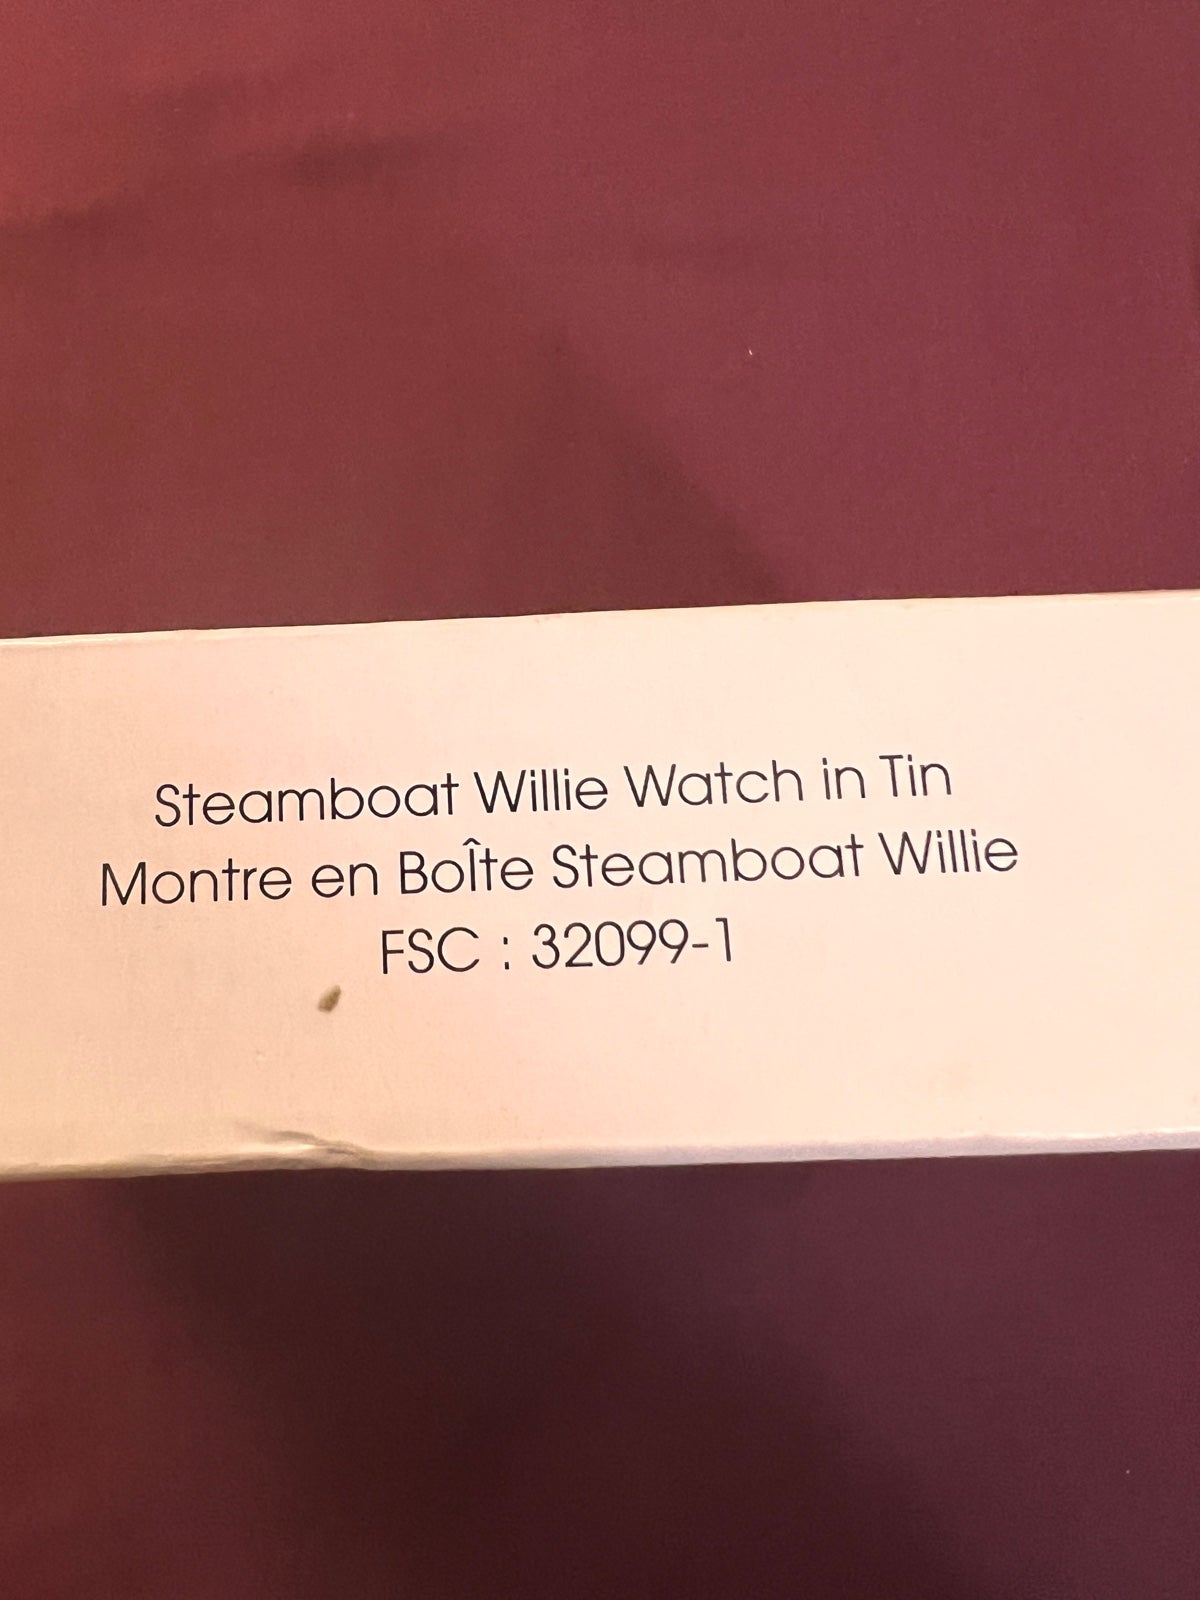 Steamboat Willie Watch in Tin
Montre en Boîte Steamboat Willie
FSC : 32099-1